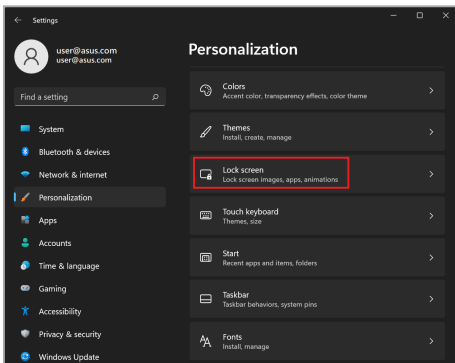 Settings
user@asus.com
user@asus.com
Find a setting
System
Bluetooth & devices
Network & internet
Personalization
Apps
Accounts
Time & language
Gaming
Accessibility
Privacy & security
Windows Update
Personalization
Colors
Accent color, transparency effects, color theme
Themes
Install, create, manage
Lock screen
Lock screen images, apps, animations
Touch keyboard
Themes, size
Start
Recent apps and items, folders
Taskbar
Taskbar behaviors, system pins
Fonts
Install, manage